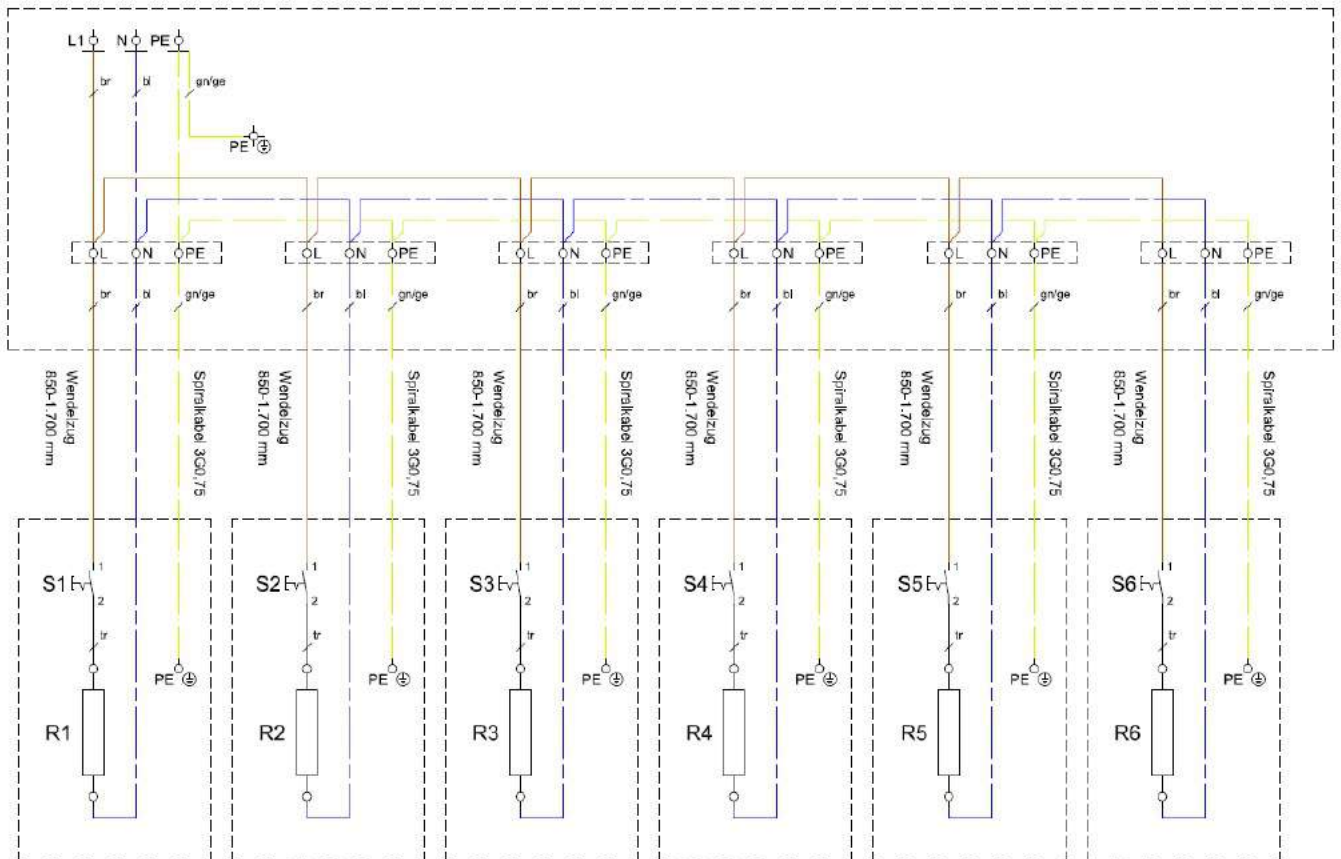 L1 N PE
br bl gn/ge
PE
L N PE L N PE L N PE L N PE L N PE L N PE
br bl gn/ge br bl gn/ge br bl gn/ge br bl gn/ge br bl gn/ge br bl gn/ge
Wendelzug
850-1.700 mm
Spiralkabel 3G0,75
Wendelzug
850-1.700 mm
Spiralkabel 3G0,75
Wendelzug
850-1.700 mm
Spiralkabel 3G0,75
Wendelzug
850-1.700 mm
Spiralkabel 3G0,75
Wendelzug
850-1.700 mm
Spiralkabel 3G0,75
Wendelzug
850-1.700 mm
Spiralkabel 3G0,75
1 1 1 1 1 1
S1 S2 S3 S4 S5 S6
2 2 2 2 2 2
tr tr tr tr tr tr
PE PE PE PE PE PE
R1 R2 R3 R4 R5 R6